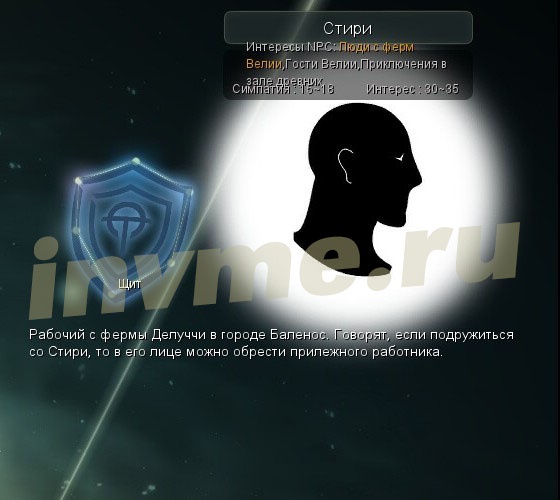 Стири
Интересы NPC: Люди с ферм
Велии,Гости Велии,Приключения в
зале древних
Симпатия : 15~18 Интерес : 30~35
invme.ru
Щит
Рабочий с фермы Делуччи в городе Баленос. Говорят, если подружиться
со Стири, то в его лице можно обрести прилежного работника.